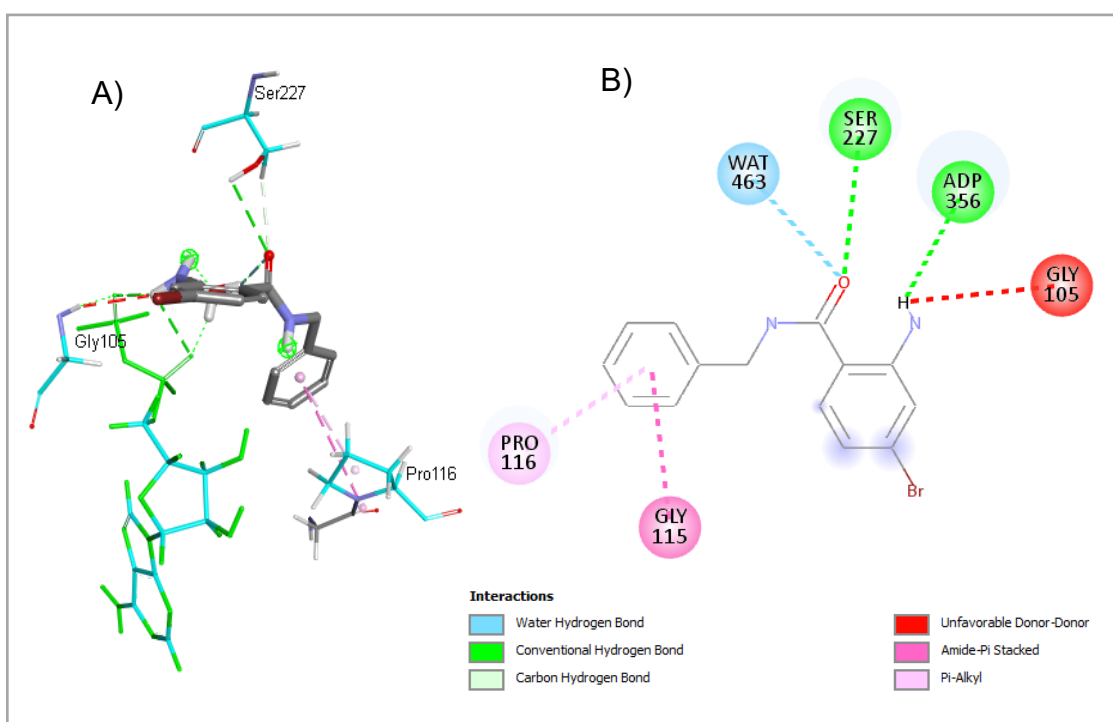 A)
Ser227
Gly105
Pro116
B)
SER
227
WAT
463
ADP
356
GLY
105
H
O
N
N
PRO
116
GLY
115
Br
Interactions
Water Hydrogen Bond
Conventional Hydrogen Bond
Carbon Hydrogen Bond
Unfavorable Donor-Donor
Amide-Pi Stacked
Pi-Alkyl